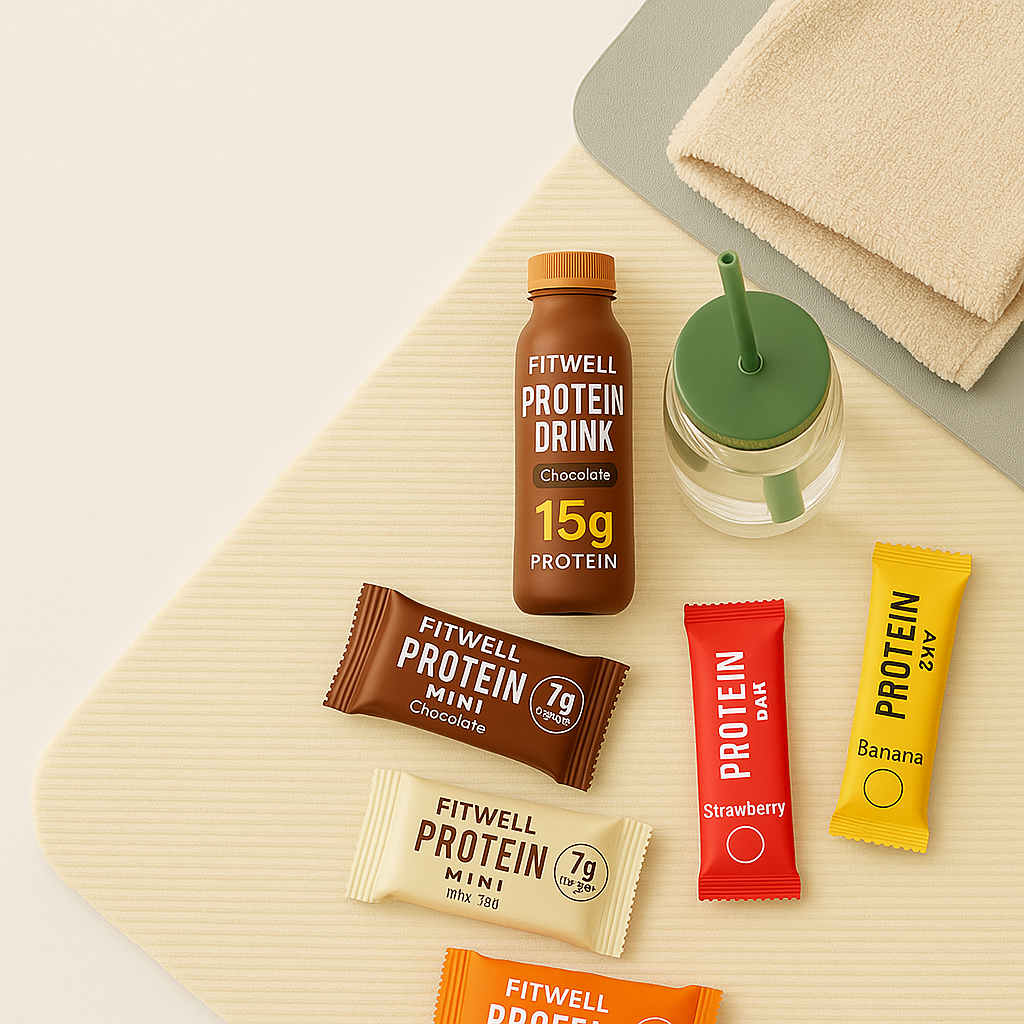 FITWELL
PROTEIN
DRINK
Chocolate
15g
PROTEIN
FITWELL
PROTEIN
MINI
Chocolate
7g
PROTEIN
Strawberry
PROTEIN
Banana
FITWELL
PROTEIN
MINI
7g
FITWELL